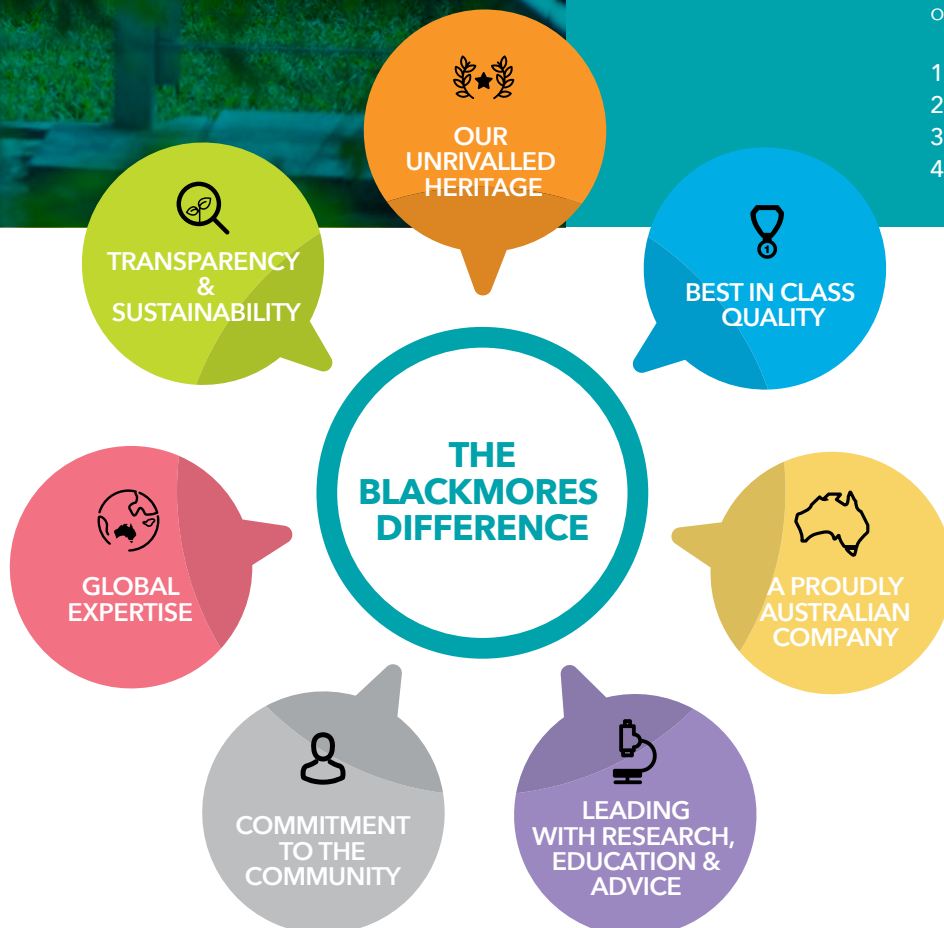 O
1
2
3
4
OUR
UNRIVALLED
HERITAGE
TRANSPARENCY
&
SUSTAINABILITY
BEST IN CLASS
QUALITY
1
THE
BLACKMORES
DIFFERENCE
GLOBAL
EXPERTISE
A PROUDLY
AUSTRALIAN
COMPANY
COMMITMENT
TO THE
COMMUNITY
LEADING
WITH RESEARCH,
EDUCATION &
ADVICE